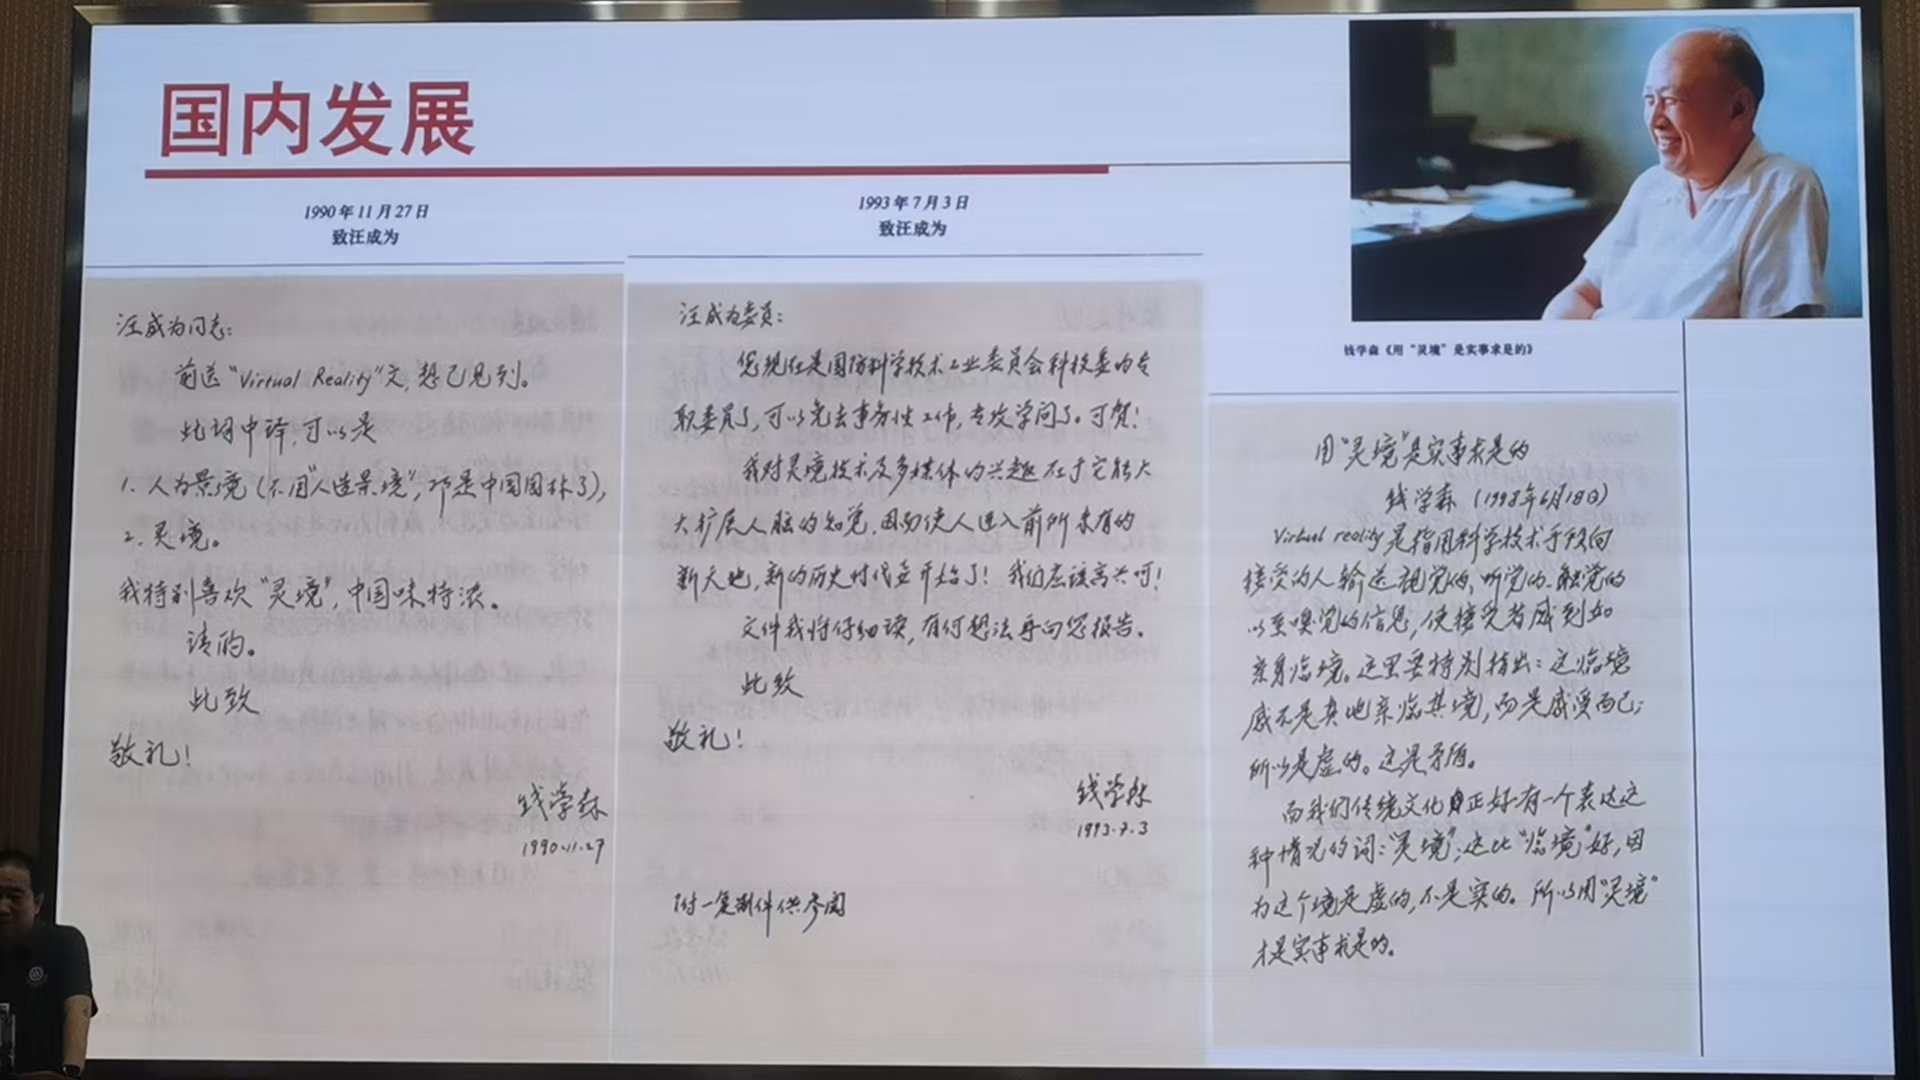 国内发展
1990年11月27日
致汪成为
汪成为同志:
前送“Virtual Reality”文,想已见到。
此词中译,可以是
1. 人为景境(不用“人造景境”,那是中国园林了),
2. 灵境。
我特别喜欢“灵境”,中国味特浓。
请酌。
此致
敬礼!
钱学森
1990.11.27
1993年7月3日
致汪成为
汪成为委员:
您现在是国防科学技术工业委员会科技委的专
职委员了,可以免去事务性工作,专攻学问了。可贺!
我对灵境技术及多媒体的兴趣在于它能大
大扩展人脑的知觉,因而使人进入前所未有的
新天地,新的历史时代要开始了!我们应该高兴呵!
文件我将仔细读,有何想法再向您报告。
此致
敬礼!
钱学森
1993.7.3
附一复制件供参阅
钱学森《用“灵境”是实事求是的》
用“灵境”是实事求是的
钱学森(1998年6月18日)
Virtual reality是指用科学技术手段向
接受的人输送视觉的、听觉的、触觉的
以至嗅觉的信息,使接受者感到如
亲身临境。这里要特别指出:这临境
感不是真地亲临其境,而是感受而已;
所以是虚的。这是矛盾。
而我们传统文化正好有一个表达这
种情况的词:“灵境”;这比“临境”好,因
为这个境是虚的,不是实的。所以用“灵境”
才是实事求是的。